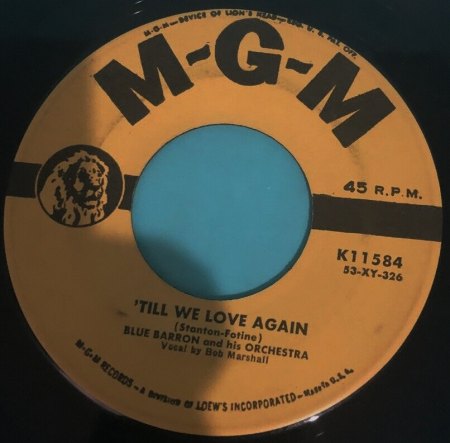 M-G-M—DEVICE OF LION'S HEAD—REG. U. S. PAT. OFF.
M-G-M
45 R.P.M.
K11584
53-XY-326
'TILL WE LOVE AGAIN
(Stanton-Fotine)
BLUE BARRON and his ORCHESTRA
Vocal by Bob Marshall
M-G-M RECORDS—A DIVISION OF LOEW'S INCORPORATED—Made in U.S.A.